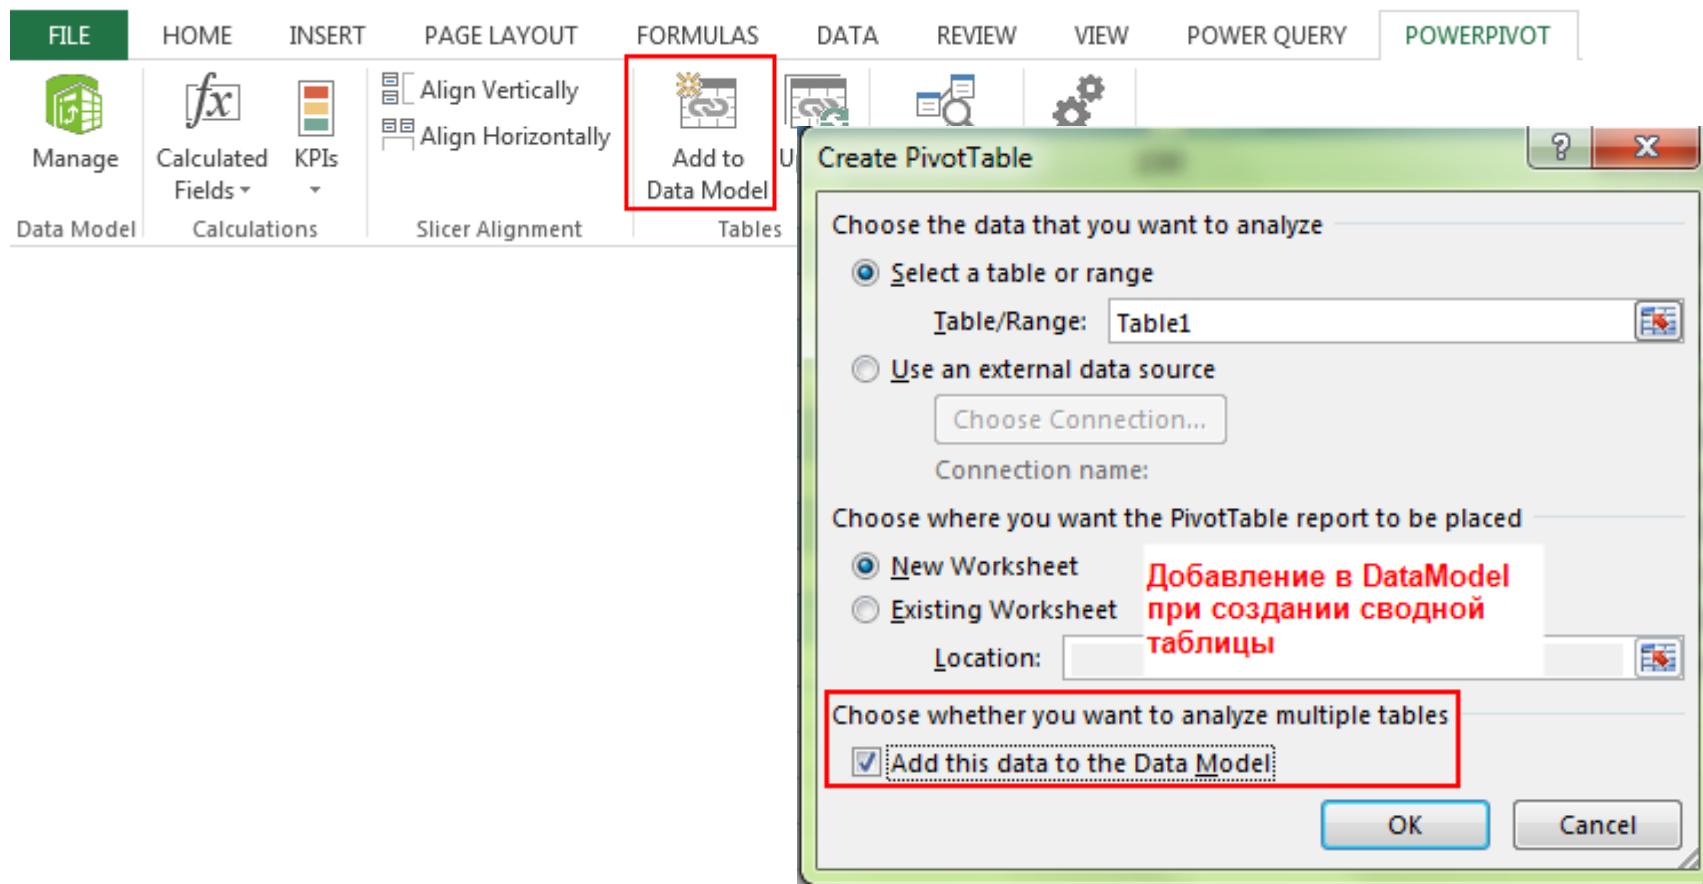 FILE HOME INSERT PAGE LAYOUT FORMULAS DATA REVIEW VIEW POWER QUERY POWERPIVOT
Manage
Data Model
Calculated
Fields
KPIs
Calculations
Align Vertically
Align Horizontally
Slicer Alignment
Add to
Data Model
Tables
Create PivotTable
Choose the data that you want to analyze
Select a table or range
Table/Range: Table1
Use an external data source
Choose Connection...
Connection name:
Choose where you want the PivotTable report to be placed
New Worksheet
Existing Worksheet
Location:
Добавление в DataModel
при создании сводной
таблицы
Choose whether you want to analyze multiple tables
Add this data to the Data Model
OK Cancel